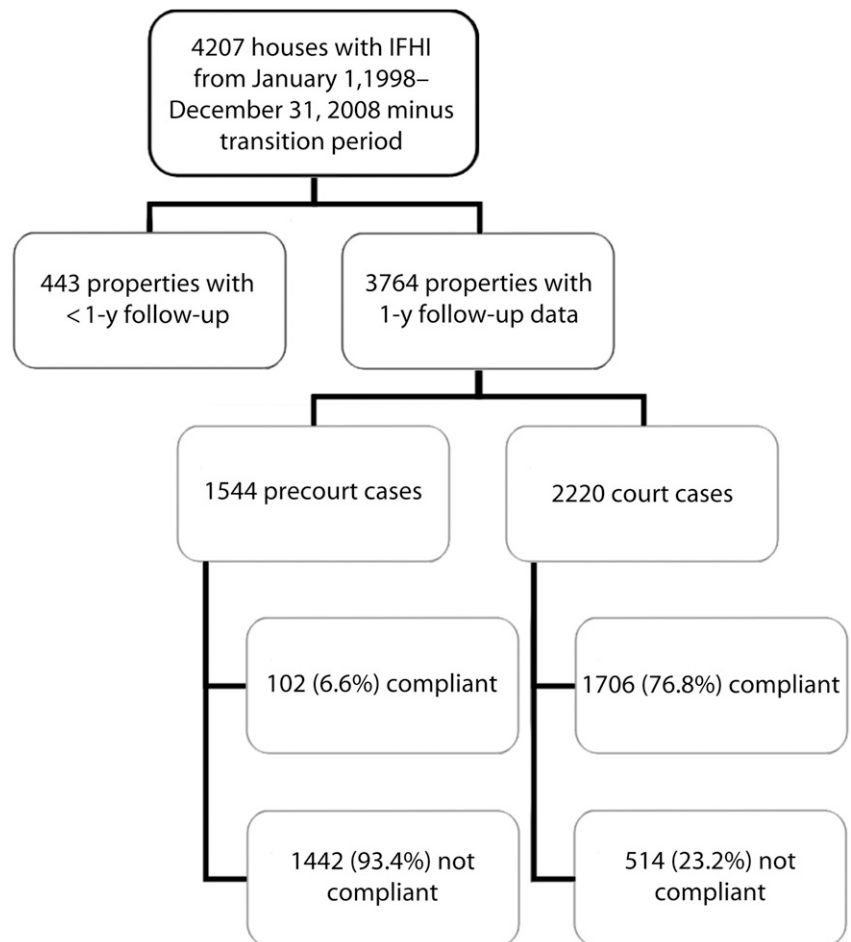 4207 houses with IFHI
from January 1,1998–
December 31, 2008 minus
transition period
443 properties with
< 1-y follow-up
3764 properties with
1-y follow-up data
1544 precourt cases
2220 court cases
102 (6.6%) compliant
1706 (76.8%) compliant
1442 (93.4%) not
compliant
514 (23.2%) not
compliant